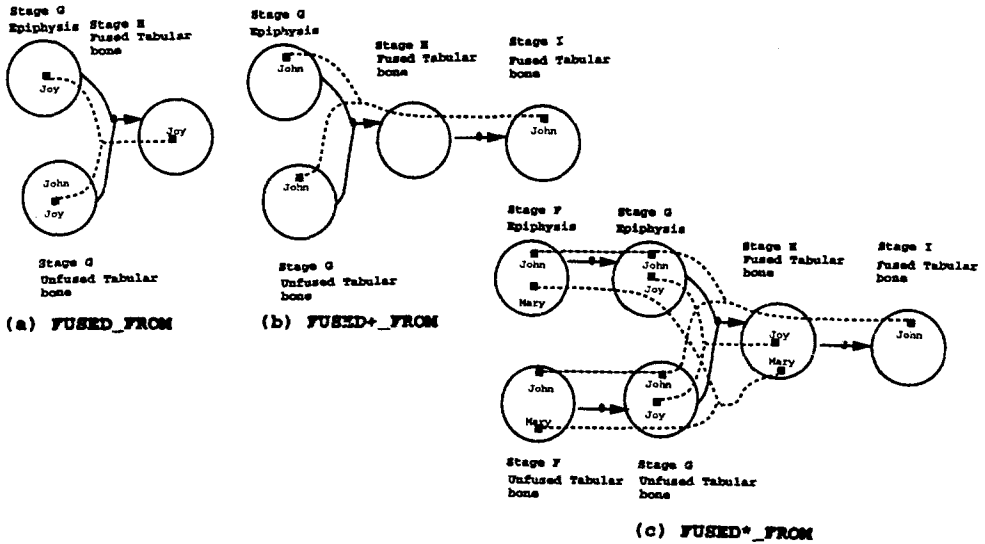 Stage G
Epiphysis
Stage H
Fused Tabular
bone
Joy
Joy
John
Joy
Stage G
Unfused Tabular
bone
(a) FUSED_FROM
Stage G
Epiphysis
Stage H
Fused Tabular
bone
Stage I
Fused Tabular
bone
John
John
John
Stage G
Unfused Tabular
bone
(b) FUSED+_FROM
Stage F
Epiphysis
Stage G
Epiphysis
Stage H
Fused Tabular
bone
Stage I
Fused Tabular
bone
John
Mary
John
Joy
Joy
Mary
John
John
Mary
John
Joy
Stage F
Unfused Tabular
bone
Stage G
Unfused Tabular
bone
(c) FUSED*_FROM